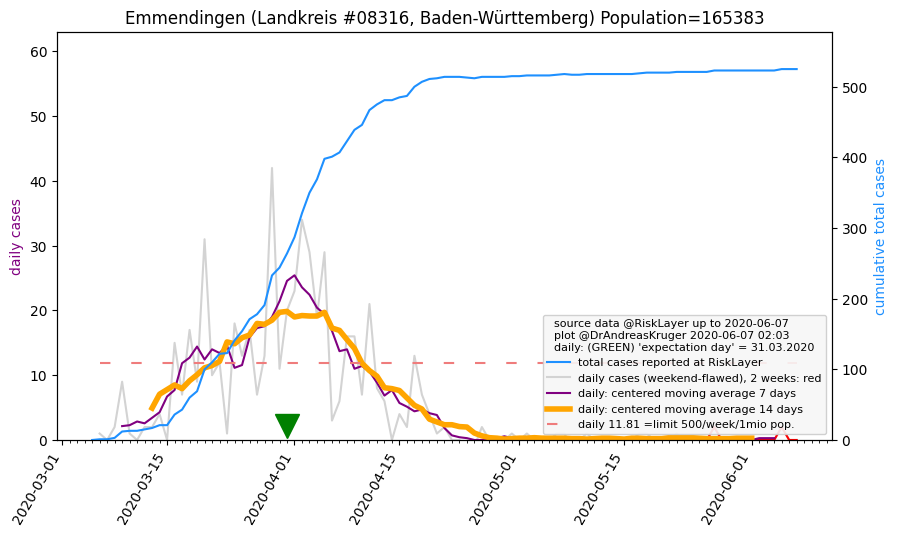 Emmendingen (Landkreis #08316, Baden-Württemberg) Population=165383
60
50
40
30
20
10
0
daily cases
500
400
300
200
100
0
cumulative total cases
source data @RiskLayer up to 2020-06-07
plot @DrAndreasKruger 2020-06-07 02:03
daily: (GREEN) 'expectation day' = 31.03.2020
total cases reported at RiskLayer
daily cases (weekend-flawed), 2 weeks: red
daily: centered moving average 7 days
daily: centered moving average 14 days
daily 11.81 =limit 500/week/1mio pop.
2020-03-01
2020-03-15
2020-04-01
2020-04-15
2020-05-01
2020-05-15
2020-06-01